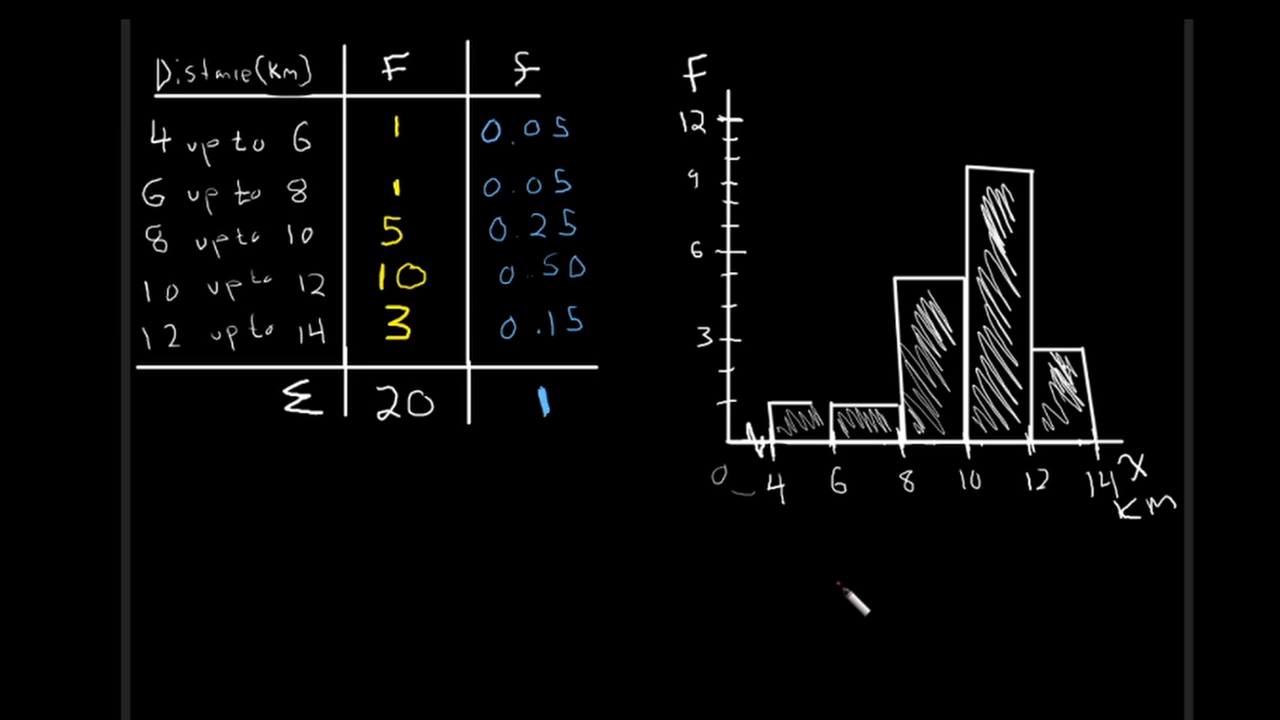 Distance(Km) F f
4 up to 6 1 0.05
6 up to 8 1 0.05
8 up to 10 5 0.25
10 up to 12 10 0.50
12 up to 14 3 0.15
Σ 20 1
F
12
9
6
3
0 4 6 8 10 12 14 x
Km